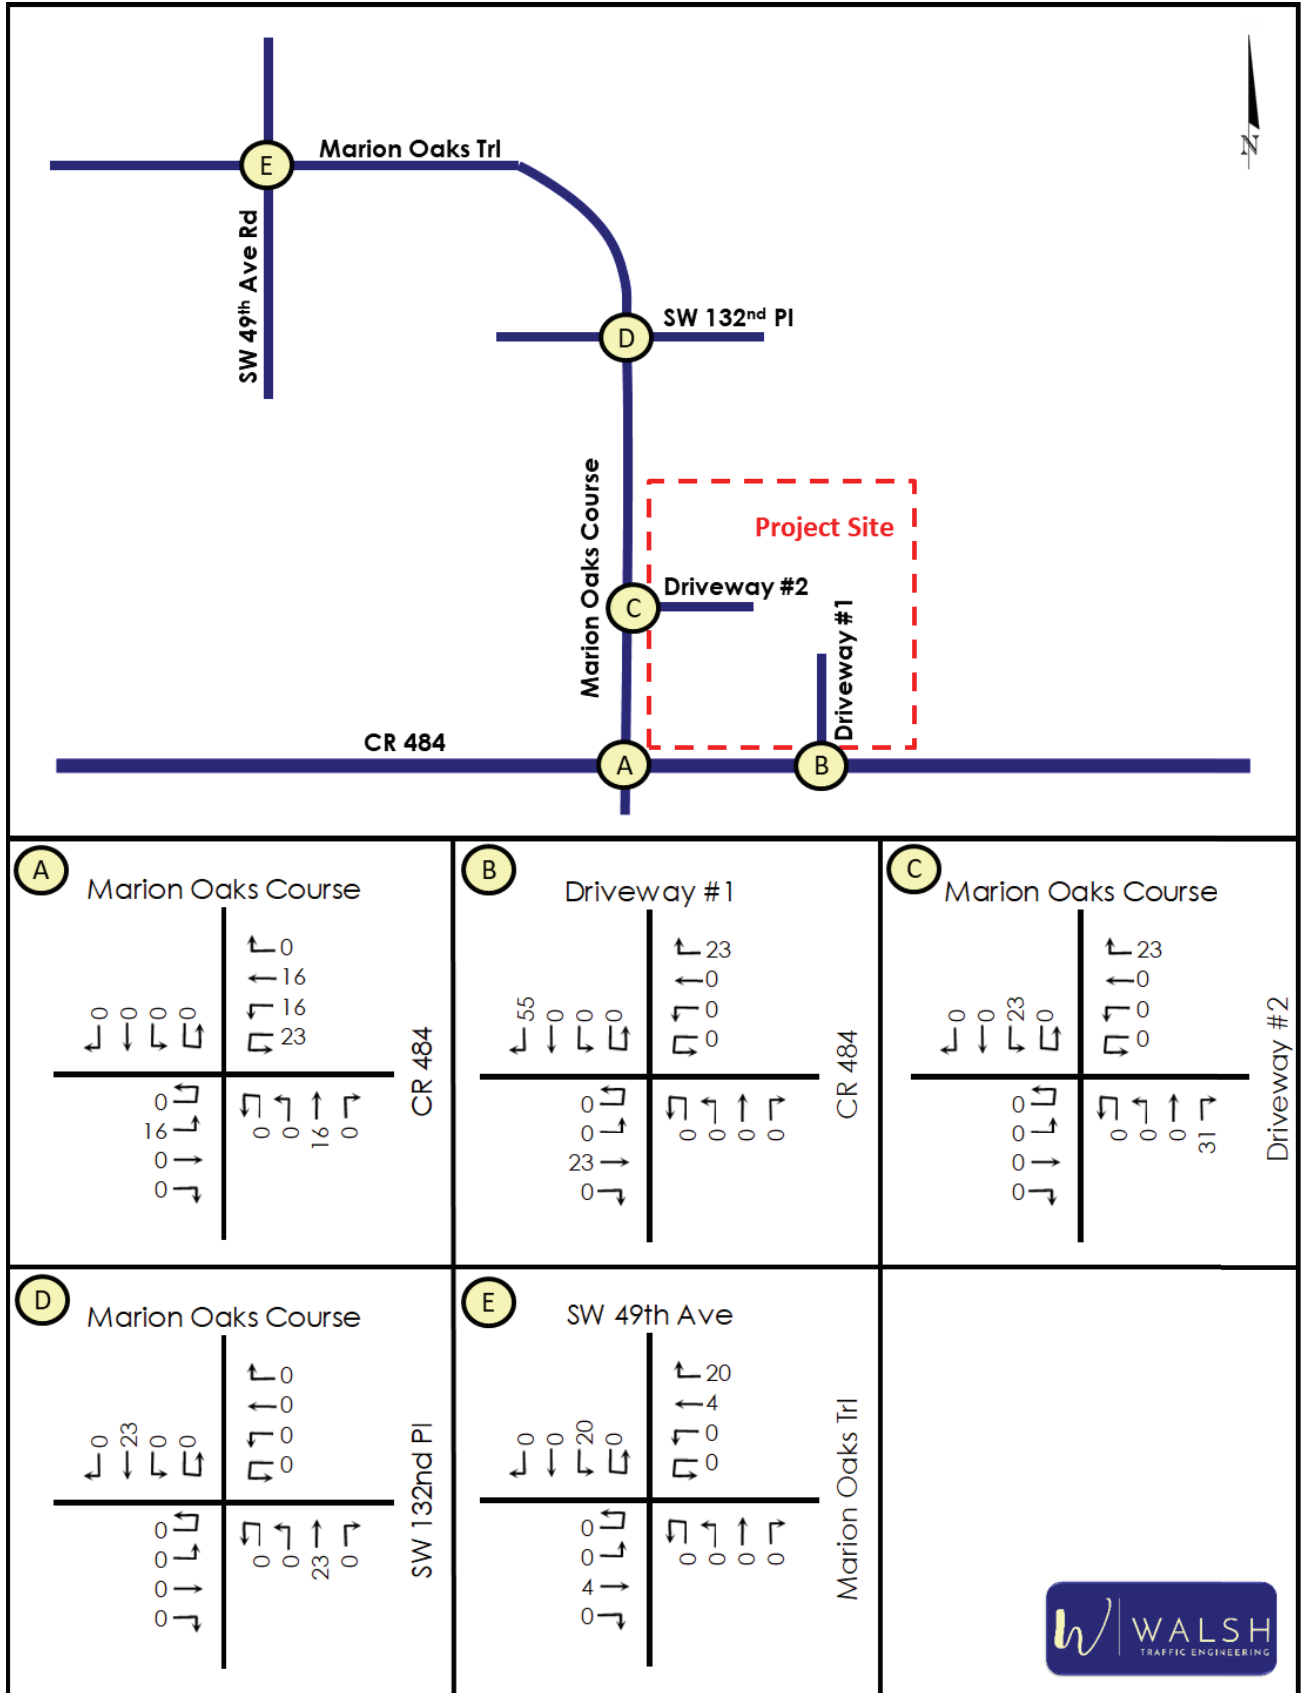 N
Marion Oaks Trl
E
SW 49th Ave Rd
SW 132nd Pl
D
Marion Oaks Course
Project Site
Driveway #2
C
Driveway #1
CR 484
A
B
A
Marion Oaks Course
0
16
16
23
0 0 0 0
CR 484
0
16
0
0
0 0 16 0
B
Driveway #1
23
0
0
0
55 0 0 0
CR 484
0
0
23
0
0 0 0 0
C
Marion Oaks Course
23
0
0
0
0 0 23 0
Driveway #2
0
0
0
0
0 0 0 31
D
Marion Oaks Course
0
0
0
0
0 23 0 0
SW 132nd Pl
0
0
0
0
0 0 23 0
E
SW 49th Ave
20
4
0
0
0 0 20 0
Marion Oaks Trl
0
0
4
0
0 0 0 0
W WALSH
TRAFFIC ENGINEERING